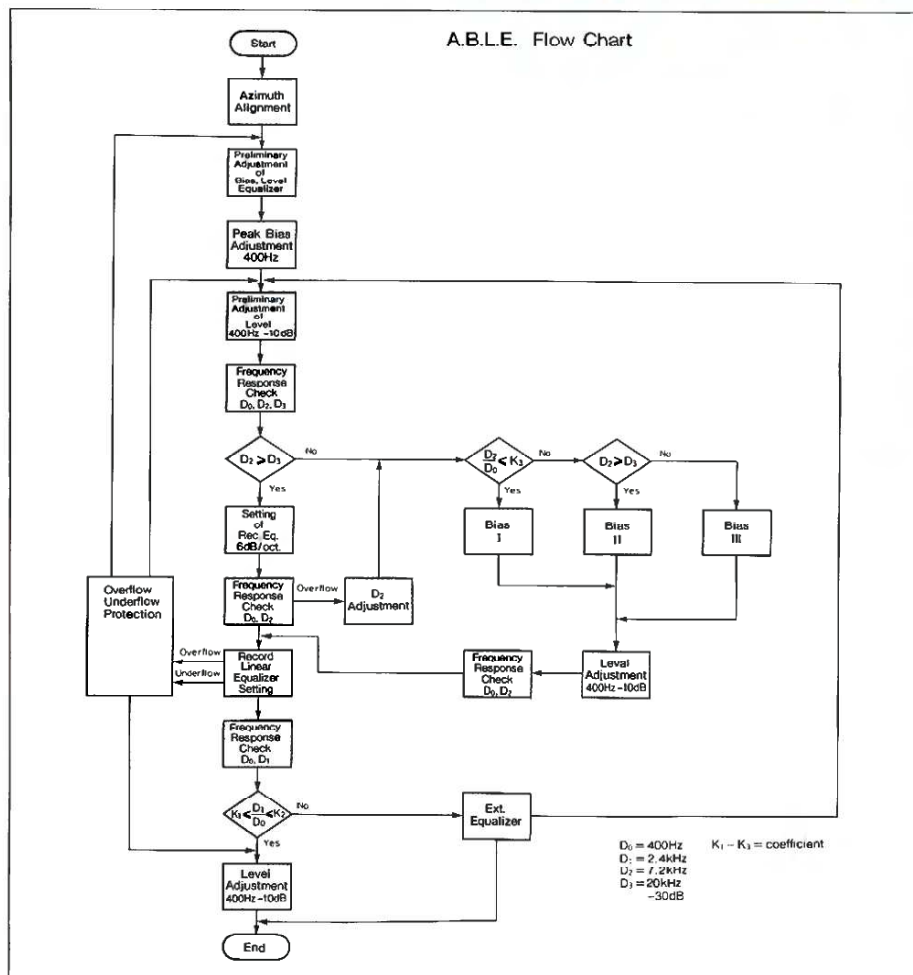 A.B.L.E. Flow Chart
Start
Azimuth
Alignment
Preliminary
Adjustment
of
Bias, Level
Equalizer
Peak Bias
Adjustment
400Hz
Preliminary
Adjustment
of
Level
400Hz -10dB
Frequency
Response
Check
D₀, D₂, D₃
D₂ ≥ D₃
No
Yes
D₂/D₀ ≤ K₃
No
Yes
D₂ ≥ D₃
No
Yes
Setting
of
Rec. Eq.
6dB/oct.
Bias
I
Bias
II
Bias
III
Frequency
Response
Check
D₀, D₂
Overflow
D₂
Adjustment
Overflow
Underflow
Protection
Overflow
Underflow
Record
Linear
Equalizer
Setting
Frequency
Response
Check
D₀, D₂
Leval
Adjustment
400Hz -10dB
Frequency
Response
Check
D₀, D₁
K₁ ≤ D₁/D₀ ≤ K₂
No
Yes
Ext.
Equalizer
Level
Adjustment
400Hz -10dB
End
D₀ = 400Hz K₁ – K₃ = coefficient
D₁ = 2.4kHz
D₂ = 7.2kHz
D₃ = 20kHz
-30dB